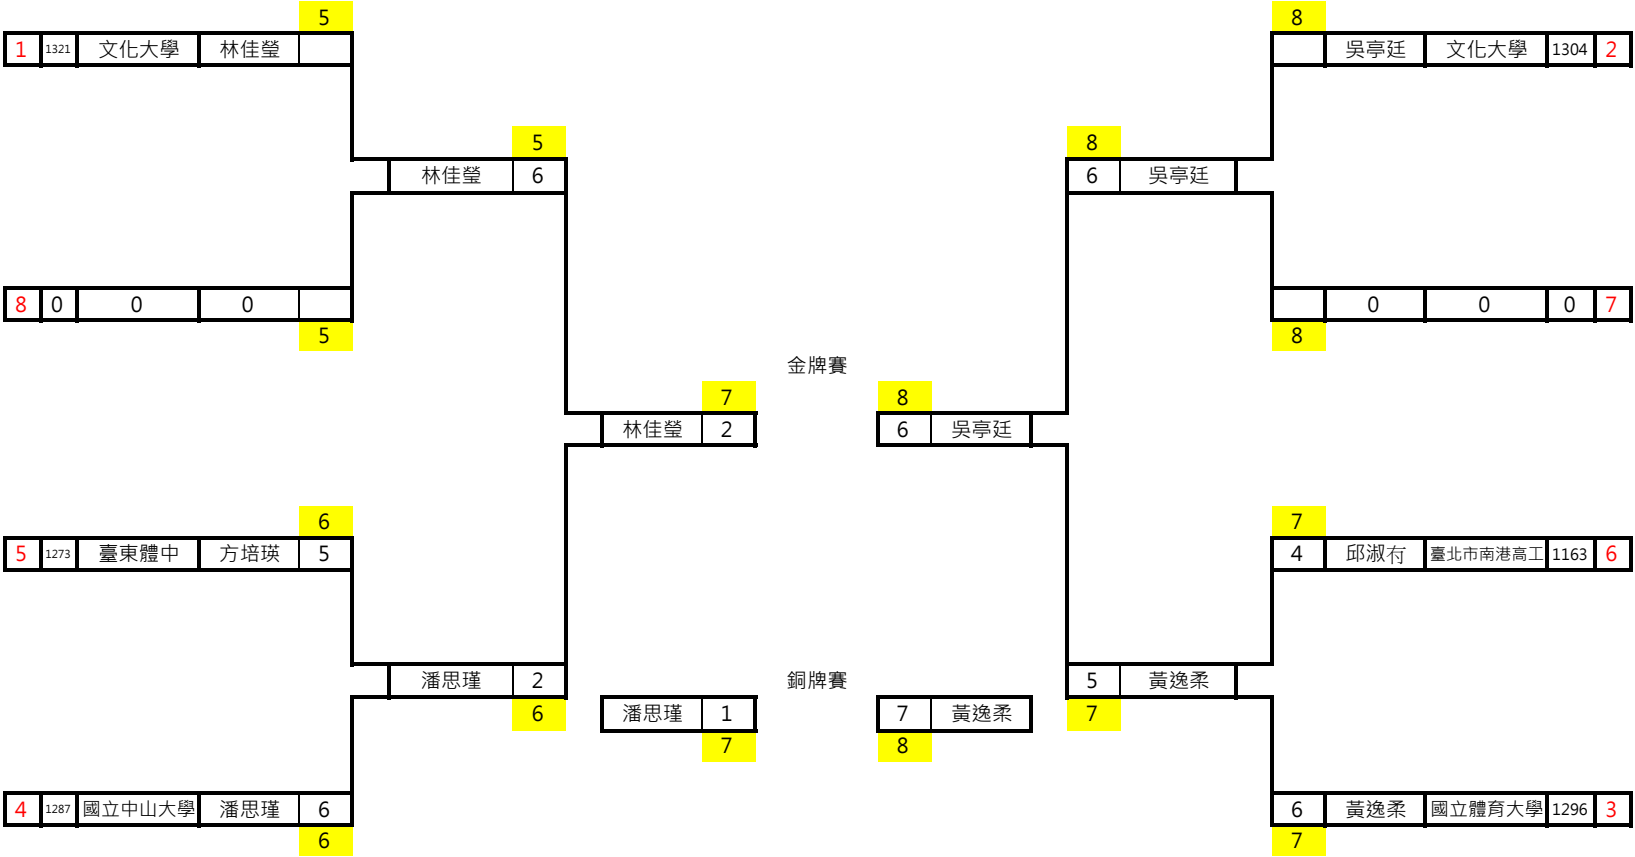 5 8
1 1321 文化大學 林佳瑩 吳亭廷 文化大學 1304 2
5 8
林佳瑩 6 6 吳亭廷
8 0 0 0 0 0 0 7
5 8
金牌賽
7 8
林佳瑩 2 6 吳亭廷
6 7
5 1273 臺東體中 方培瑛 5 4 邱淑冇 臺北市南港高工 1163 6
潘思瑾 2 銅牌賽 5 黃逸柔
6 潘思瑾 1 7 黃逸柔 7
7 8
4 1287 國立中山大學 潘思瑾 6 6 黃逸柔 國立體育大學 1296 3
6 7